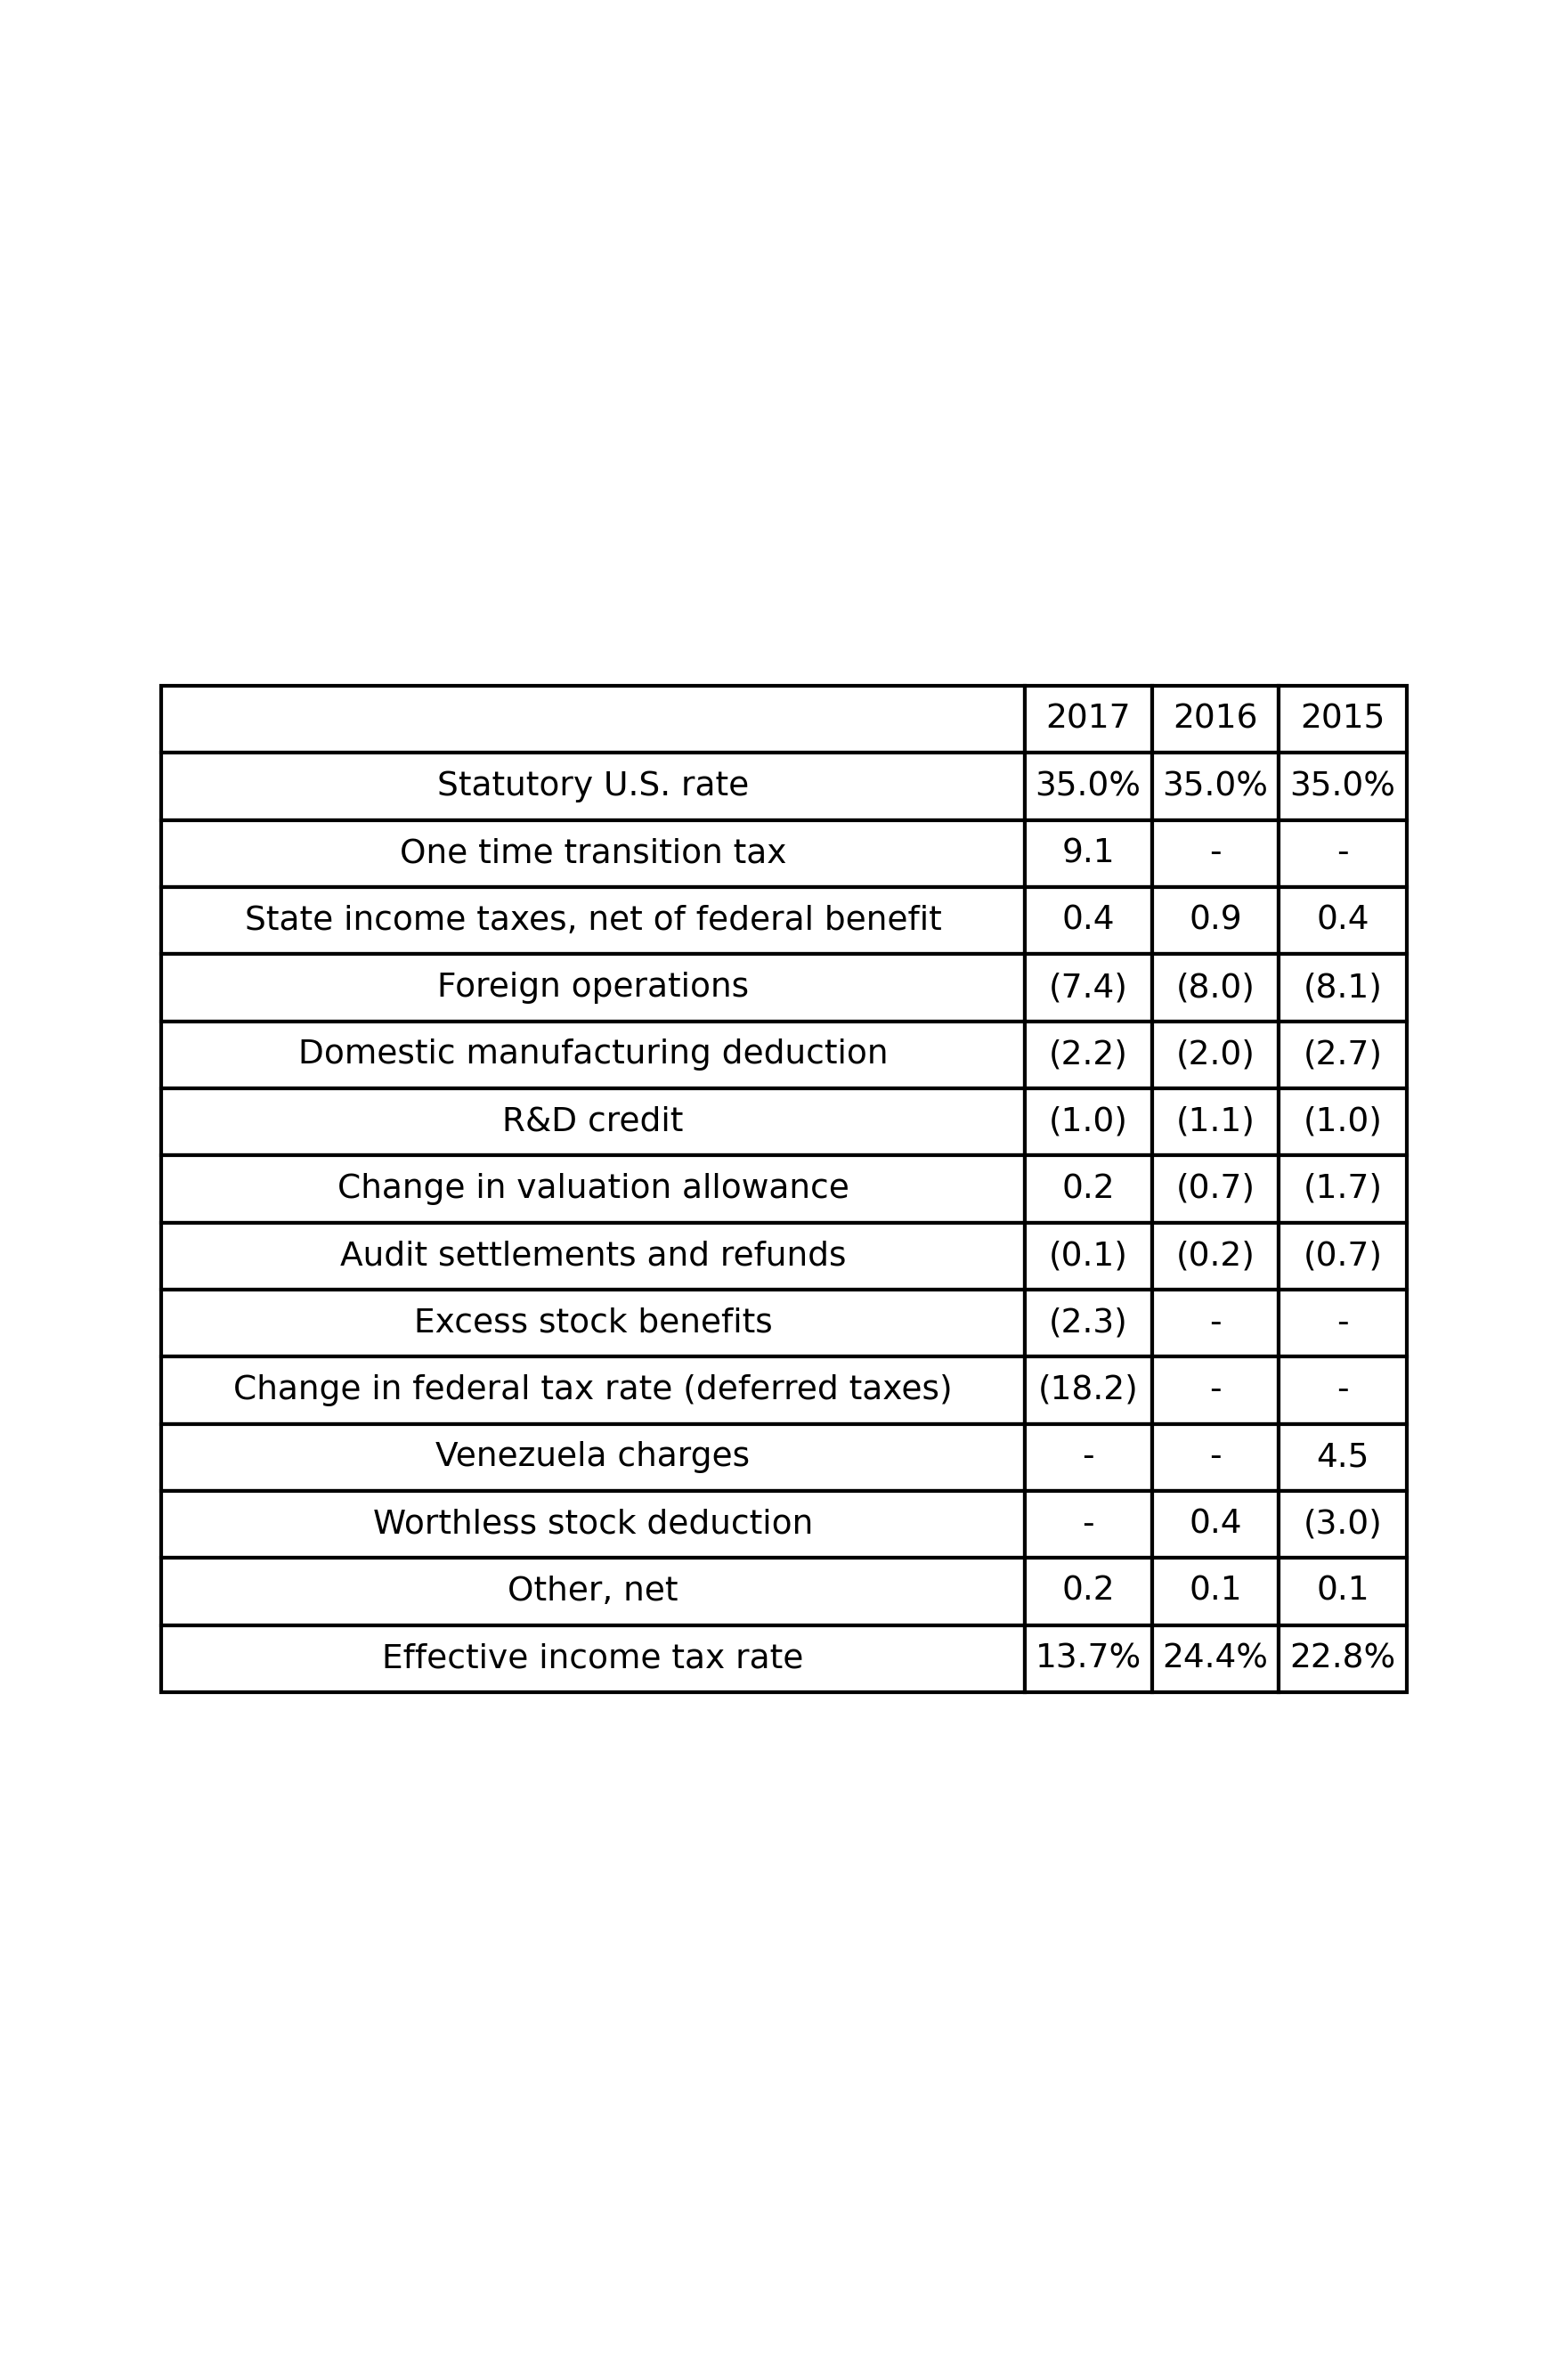 2017 2016 2015
Statutory U.S. rate 35.0% 35.0% 35.0%
One time transition tax 9.1 - -
State income taxes, net of federal benefit 0.4 0.9 0.4
Foreign operations (7.4) (8.0) (8.1)
Domestic manufacturing deduction (2.2) (2.0) (2.7)
R&D credit (1.0) (1.1) (1.0)
Change in valuation allowance 0.2 (0.7) (1.7)
Audit settlements and refunds (0.1) (0.2) (0.7)
Excess stock benefits (2.3) - -
Change in federal tax rate (deferred taxes) (18.2) - -
Venezuela charges - - 4.5
Worthless stock deduction - 0.4 (3.0)
Other, net 0.2 0.1 0.1
Effective income tax rate 13.7% 24.4% 22.8%